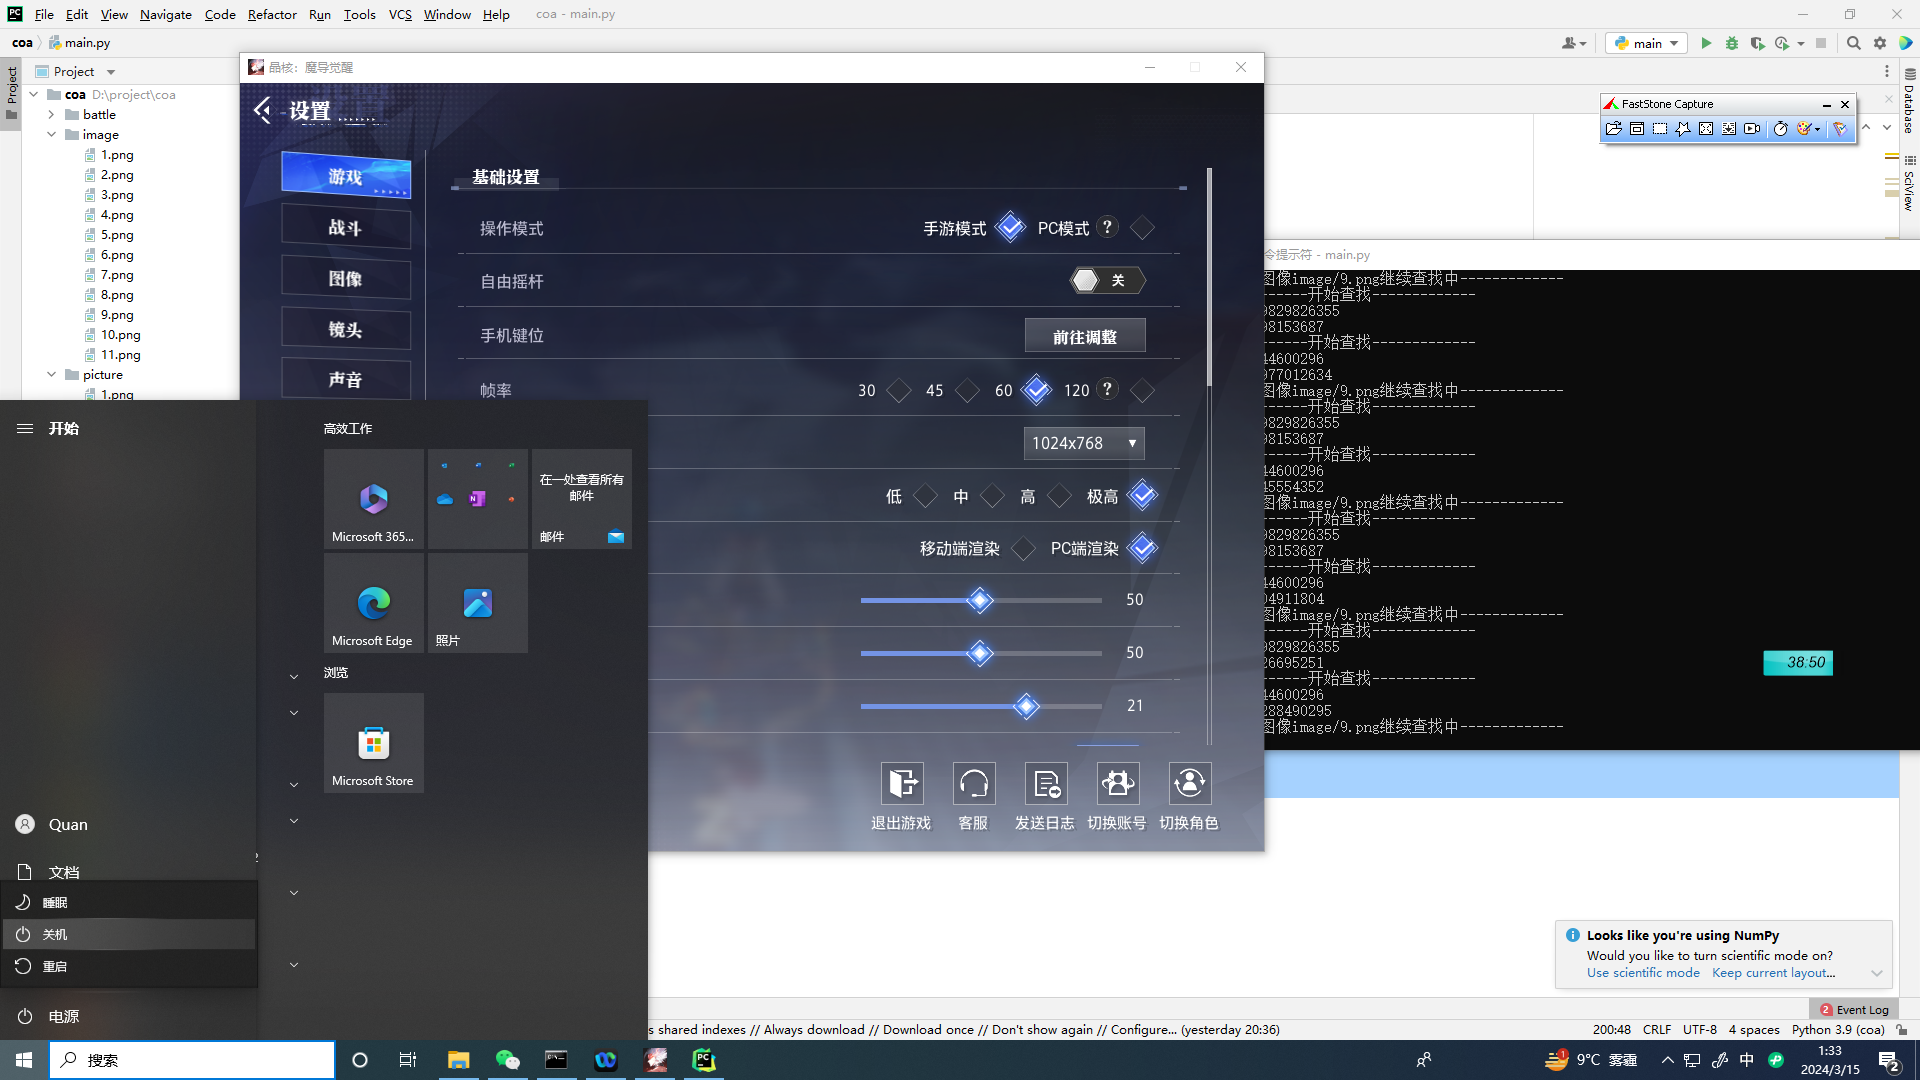 File Edit View Navigate Code Refactor Run Tools VCS Window Help coa - main.py
coa main.py
main
Project
Project
coa D:\project\coa
battle
image
1.png
2.png
3.png
4.png
5.png
6.png
7.png
8.png
9.png
10.png
11.png
picture
1.png
晶核：魔导觉醒
设置
游戏
战斗
图像
镜头
声音
基础设置
操作模式 手游模式 PC模式 ?
自由摇杆 关
手机键位 前往调整
帧率 30 45 60 120 ?
1024x768
低 中 高 极高
移动端渲染 PC端渲染
50
50
21
退出游戏 客服 发送日志 切换账号 切换角色
FastStone Capture
Database
SciView
令提示符 - main.py
图像image/9.png继续查找中-------------
------开始查找-------------
9829826355
98153687
------开始查找-------------
44600296
977012634
图像image/9.png继续查找中-------------
------开始查找-------------
9829826355
98153687
------开始查找-------------
44600296
45554352
图像image/9.png继续查找中-------------
------开始查找-------------
9829826355
98153687
------开始查找-------------
44600296
04911804
图像image/9.png继续查找中-------------
------开始查找-------------
9829826355
26695251
------开始查找-------------
44600296
288490295
图像image/9.png继续查找中-------------
38:50
开始
高效工作
Microsoft 365...
在一处查看所有
邮件
邮件
Microsoft Edge
照片
浏览
Microsoft Store
Quan
文档
睡眠
关机
重启
电源
Looks like you're using NumPy
Would you like to turn scientific mode on?
Use scientific mode Keep current layout...
2 Event Log
s shared indexes // Always download // Download once // Don't show again // Configure... (yesterday 20:36)
200:48 CRLF UTF-8 4 spaces Python 3.9 (coa)
搜索
1 9°C 雾霾
中
1:33
2024/3/15
2